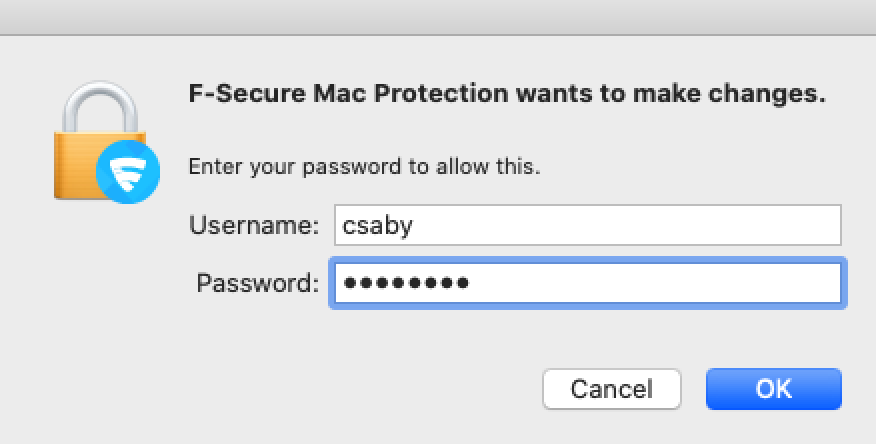 F-Secure Mac Protection wants to make changes.
Enter your password to allow this.
Username: csaby
Password: ••••••••
Cancel OK